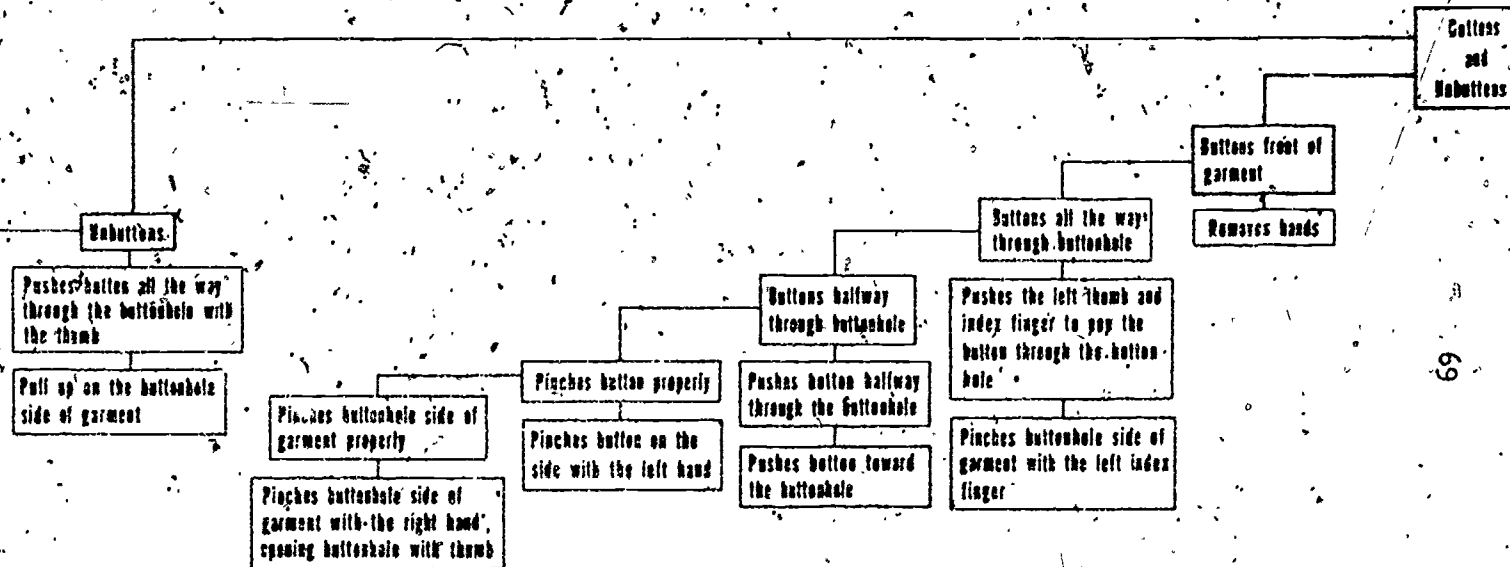 Buttons
and
Unbuttons
Buttons front of
garment
Removes hands
Buttons all the way
through buttonhole
Pushes the left thumb and
index finger to pop the
button through the button
hole
Pinches buttonhole side of
garment with the left index
finger
Buttons halfway
through buttonhole
Pushes button halfway
through the buttonhole
Pushes button toward
the buttonhole
Pinches button properly
Pinches button on the
side with the left hand
Pinches buttonhole side of
garment properly
Pinches buttonhole side of
garment with the right hand,
opening buttonhole with thumb
Unbuttons
Pushes button all the way
through the buttonhole with
the thumb
Pull up on the buttonhole
side of garment
69